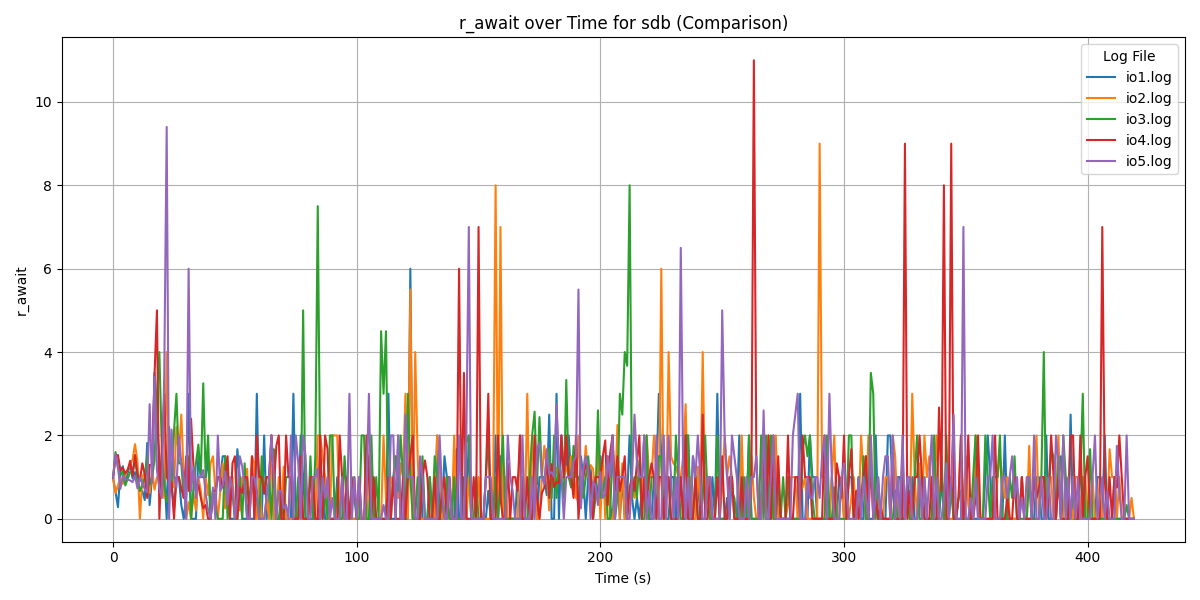 r_await over Time for sdb (Comparison)
Log File
io1.log
io2.log
io3.log
io4.log
io5.log
r_await
10
8
6
4
2
0
0 100 200 300 400
Time (s)